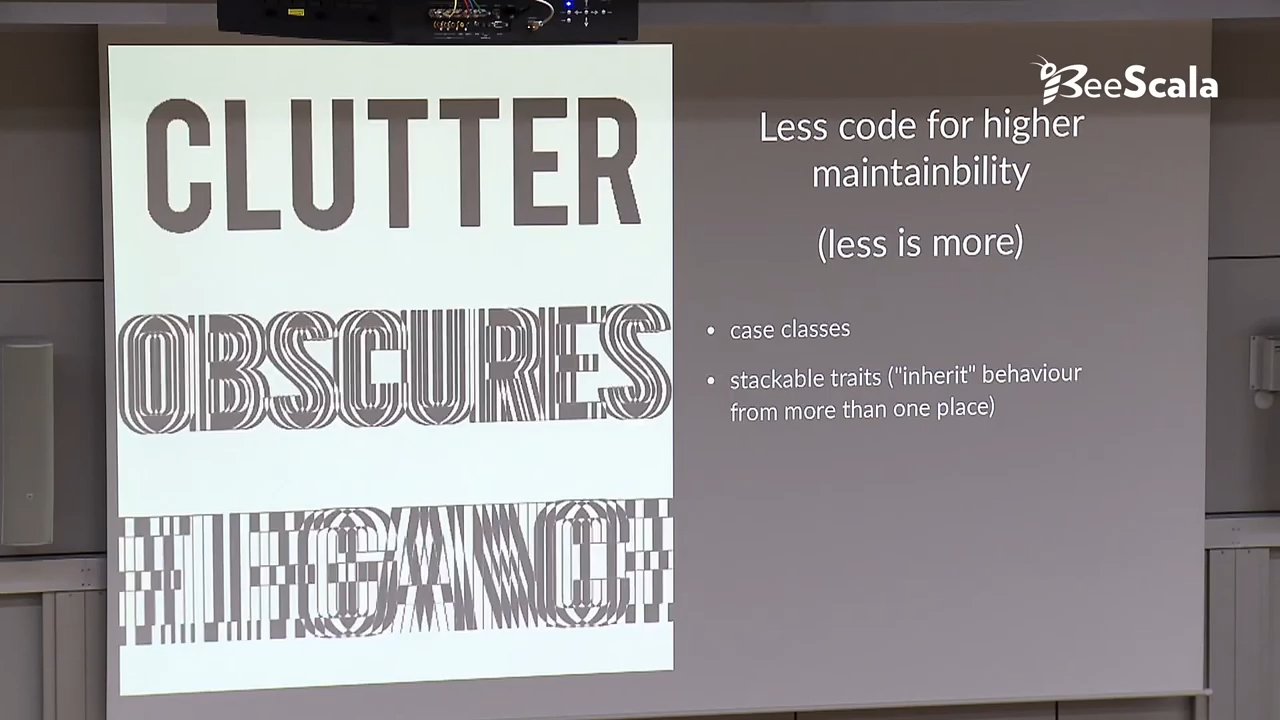 CLUTTER
OBSCURES
ELEGANCE
BeeScala
Less code for higher
maintainbility
(less is more)
• case classes
• stackable traits ("inherit" behaviour
from more than one place)